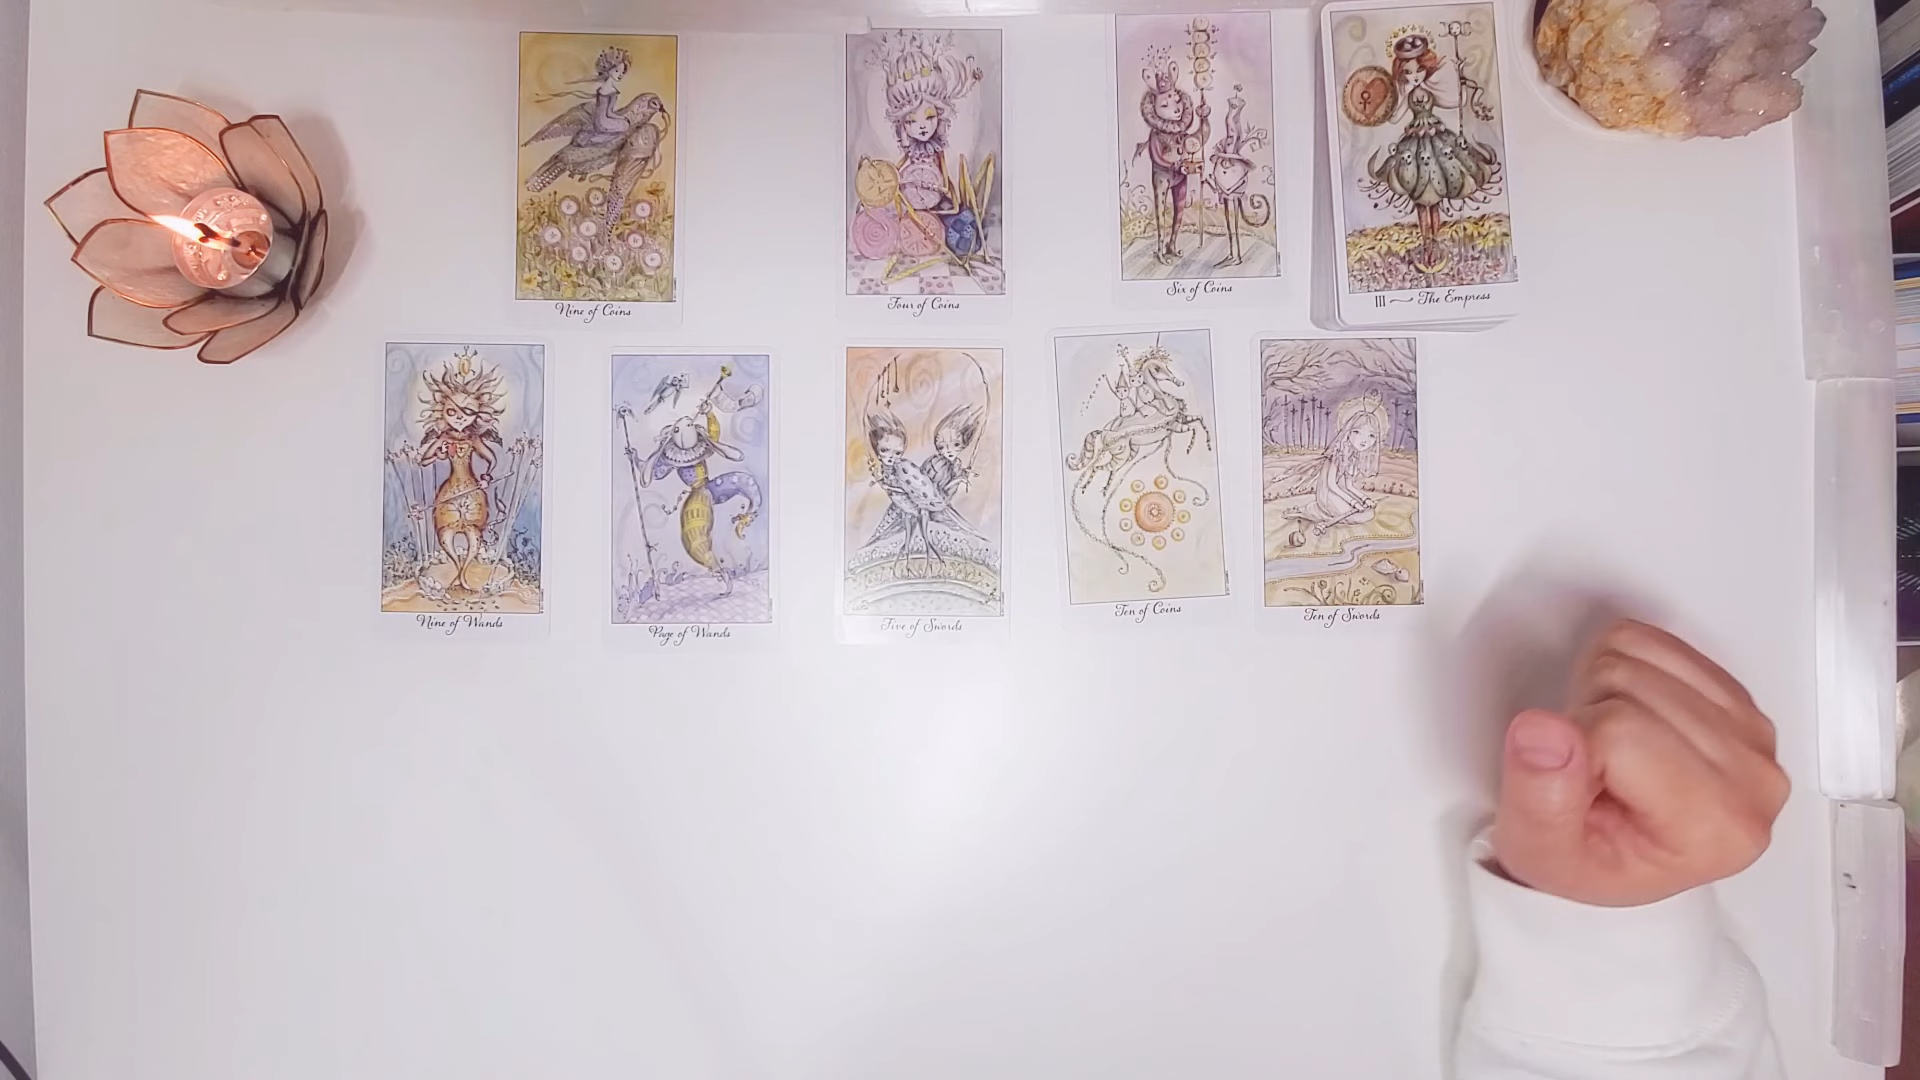 Nine of Coins
Four of Coins
Six of Coins
III The Empress
Nine of Wands
Page of Wands
Five of Swords
Ten of Coins
Ten of Swords